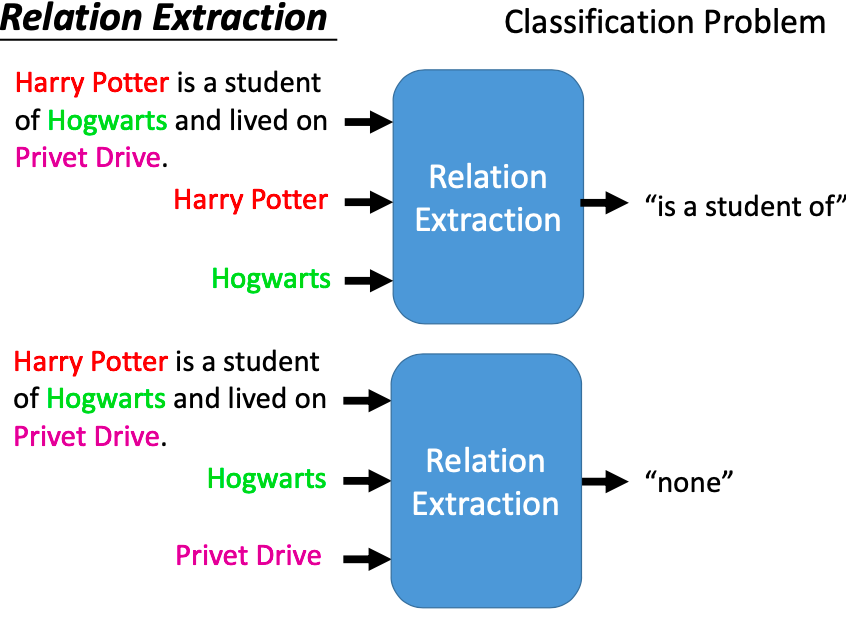 Relation Extraction
Classification Problem
Harry Potter is a student
of Hogwarts and lived on
Privet Drive.
Harry Potter
Hogwarts
Relation
Extraction
“is a student of”
Harry Potter is a student
of Hogwarts and lived on
Privet Drive.
Hogwarts
Privet Drive
Relation
Extraction
“none”